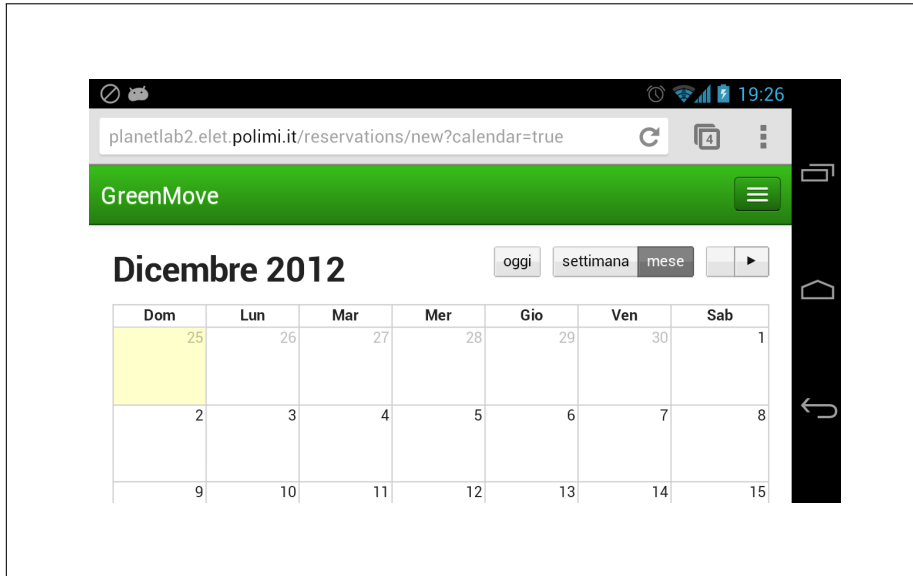 19:26
planetlab2.elet.polimi.it/reservations/new?calendar=true 4
GreenMove
Dicembre 2012 oggi settimana mese
Dom Lun Mar Mer Gio Ven Sab
25 26 27 28 29 30 1
2 3 4 5 6 7 8
9 10 11 12 13 14 15